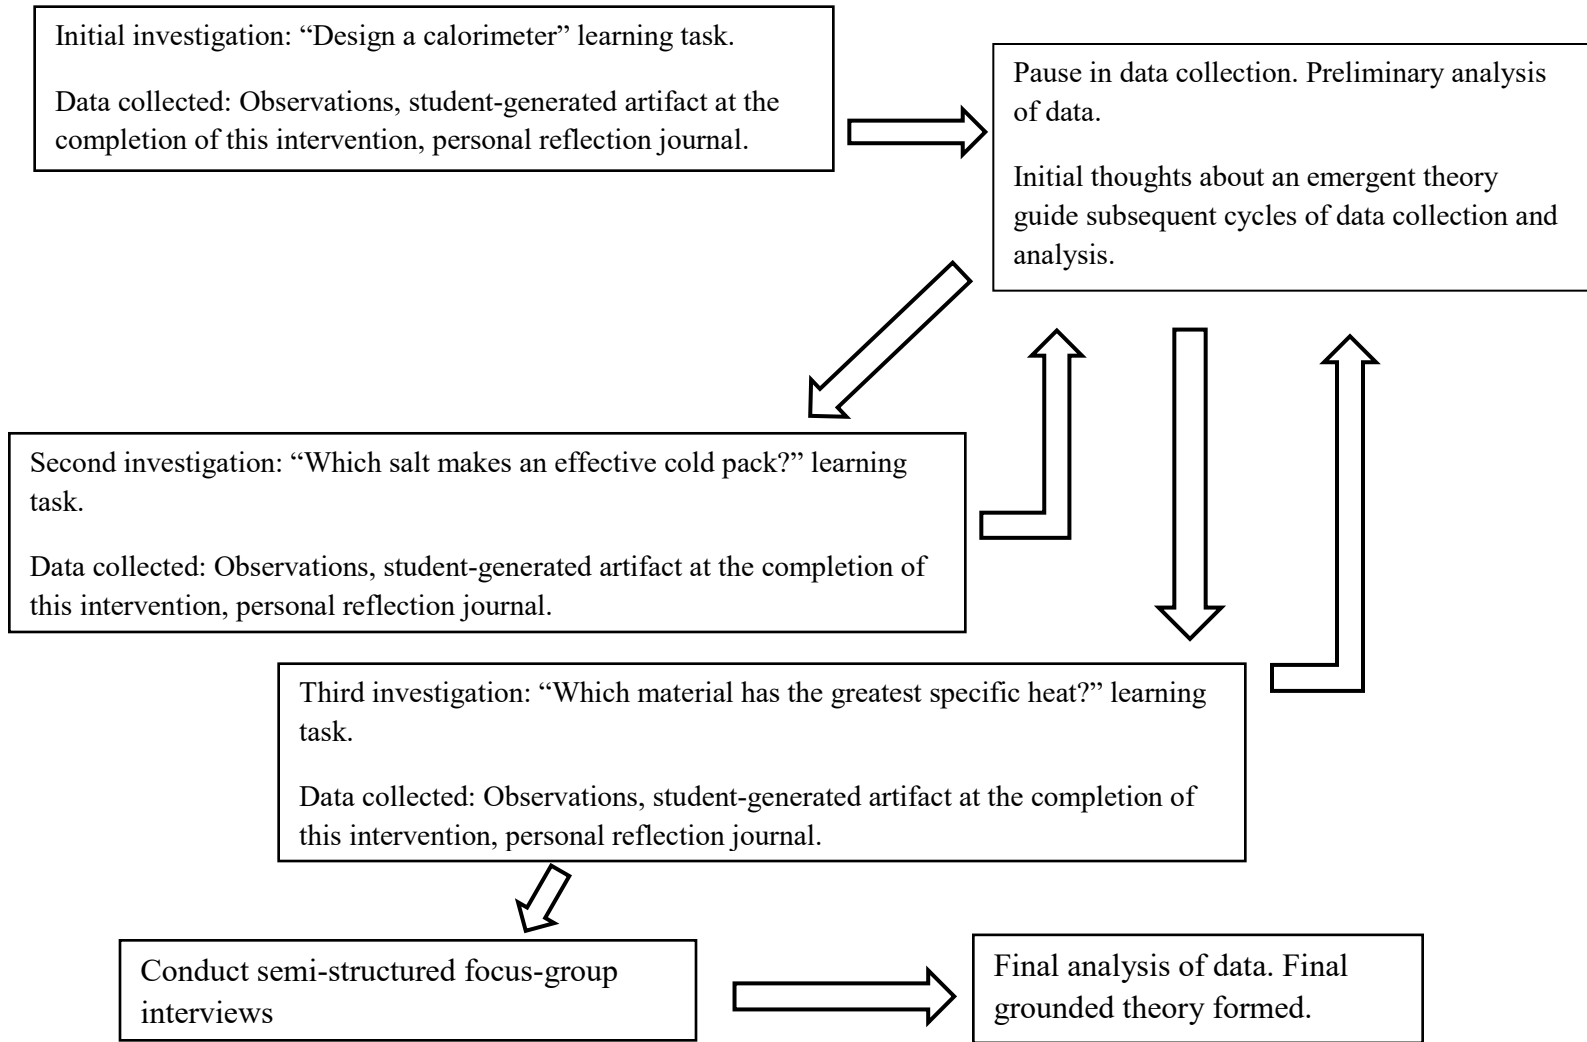 Initial investigation: “Design a calorimeter” learning task.
Data collected: Observations, student-generated artifact at the
completion of this intervention, personal reflection journal.
Pause in data collection. Preliminary analysis
of data.
Initial thoughts about an emergent theory
guide subsequent cycles of data collection and
analysis.
Second investigation: “Which salt makes an effective cold pack?” learning
task.
Data collected: Observations, student-generated artifact at the completion of
this intervention, personal reflection journal.
Third investigation: “Which material has the greatest specific heat?” learning
task.
Data collected: Observations, student-generated artifact at the completion of
this intervention, personal reflection journal.
Conduct semi-structured focus-group
interviews
Final analysis of data. Final
grounded theory formed.